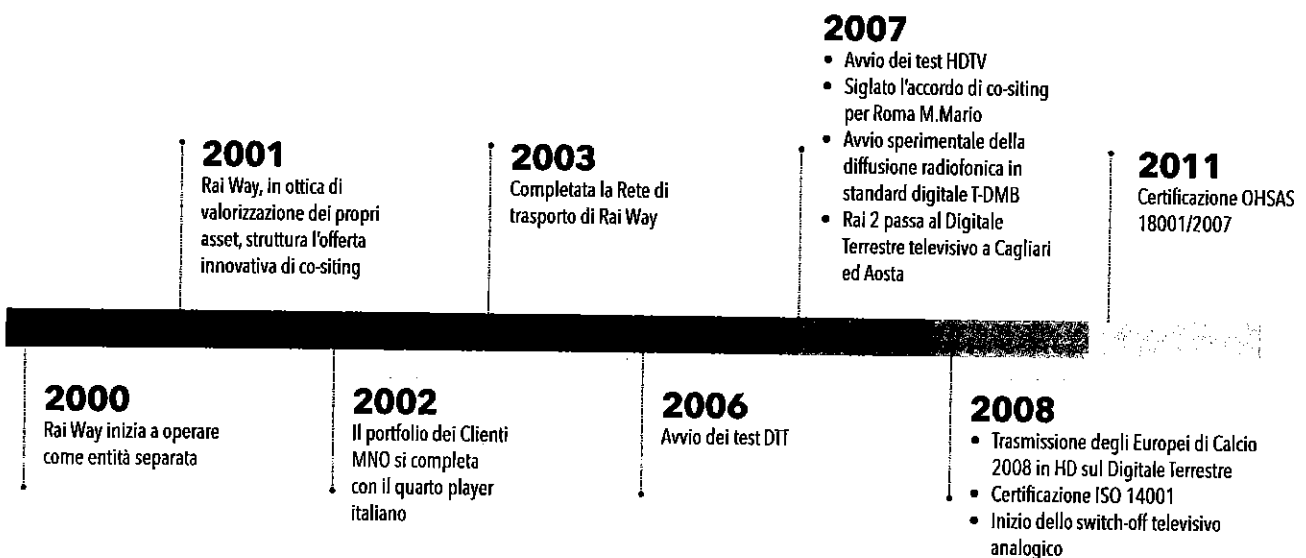 2007
• Avvio dei test HDTV
• Siglato l'accordo di co-siting
per Roma M.Mario
• Avvio sperimentale della
diffusione radiofonica in
standard digitale T-DMB
• Rai 2 passa al Digitale
Terrestre televisivo a Cagliari
ed Aosta
2001
Rai Way, in ottica di
valorizzazione dei propri
asset, struttura l'offerta
innovativa di co-siting
2003
Completata la Rete di
trasporto di Rai Way
2011
Certificazione OHSAS
18001/2007
2000
Rai Way inizia a operare
come entità separata
2002
Il portfolio dei Clienti
MNO si completa
con il quarto player
italiano
2006
Avvio dei test DTT
2008
• Trasmissione degli Europei di Calcio
2008 in HD sul Digitale Terrestre
• Certificazione ISO 14001
• Inizio dello switch-off televisivo
analogico